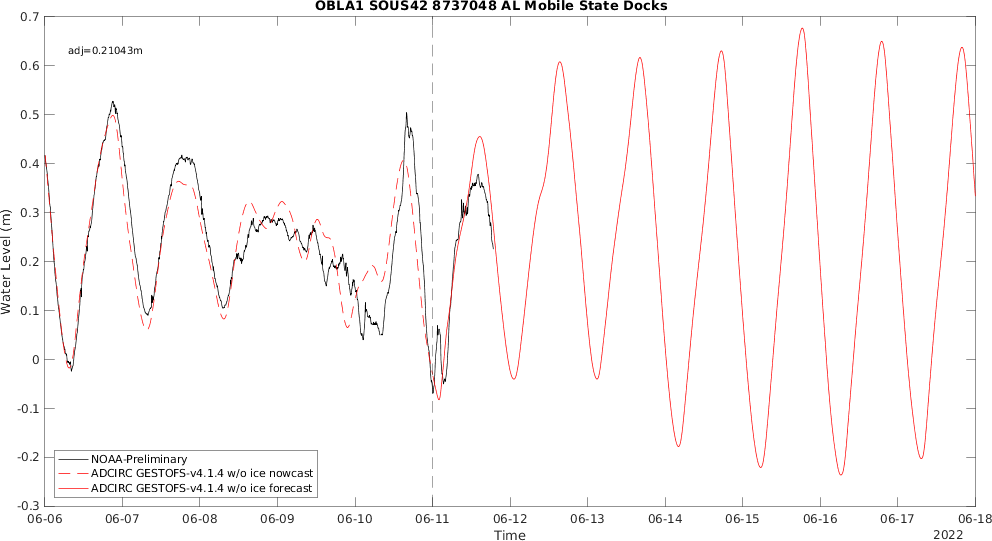 OBLA1 SOUS42 8737048 AL Mobile State Docks
adj=0.21043m
Water Level (m)
0.7
0.6
0.5
0.4
0.3
0.2
0.1
0
-0.1
-0.2
-0.3
NOAA-Preliminary
ADCIRC GESTOFS-v4.1.4 w/o ice nowcast
ADCIRC GESTOFS-v4.1.4 w/o ice forecast
06-06 06-07 06-08 06-09 06-10 06-11 06-12 06-13 06-14 06-15 06-16 06-17 06-18
Time
2022